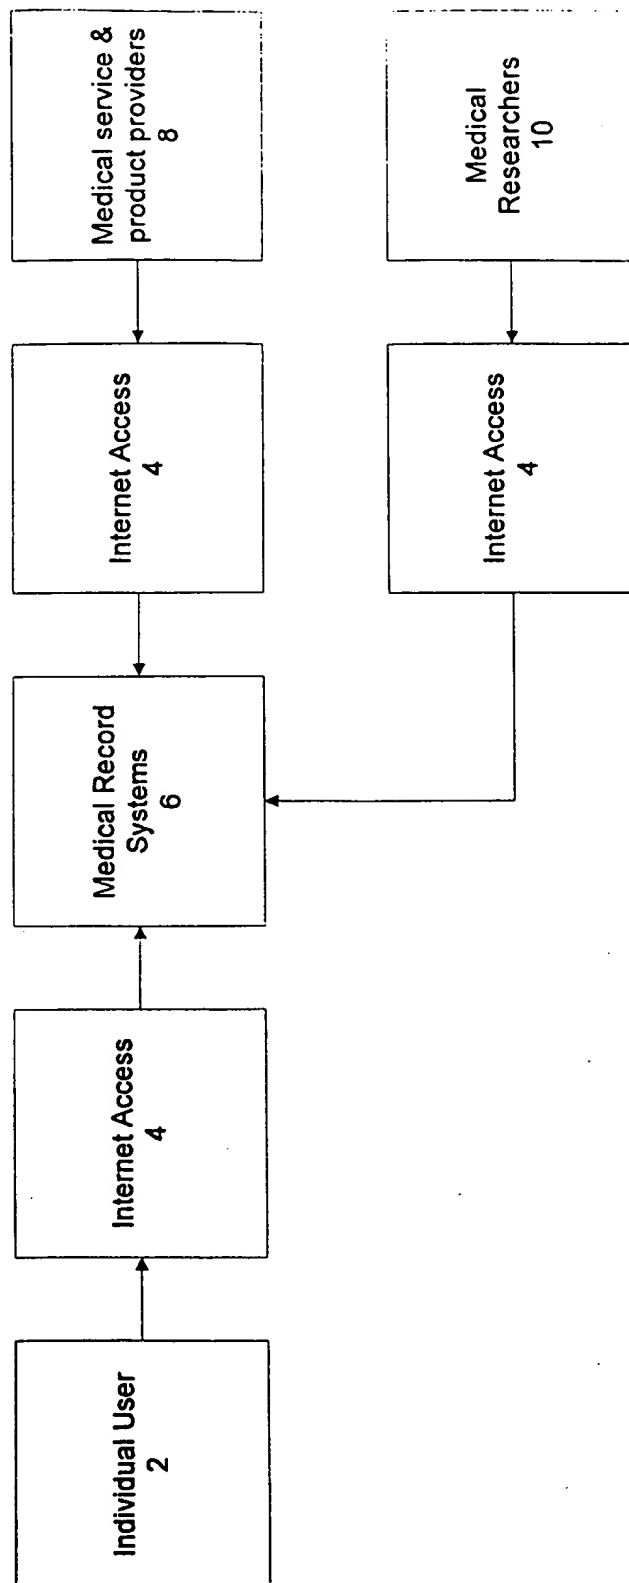 Individual User
2
Internet Access
4
Medical Record
Systems
6
Internet Access
4
Medical service &
product providers
8
Internet Access
4
Medical
Researchers
10